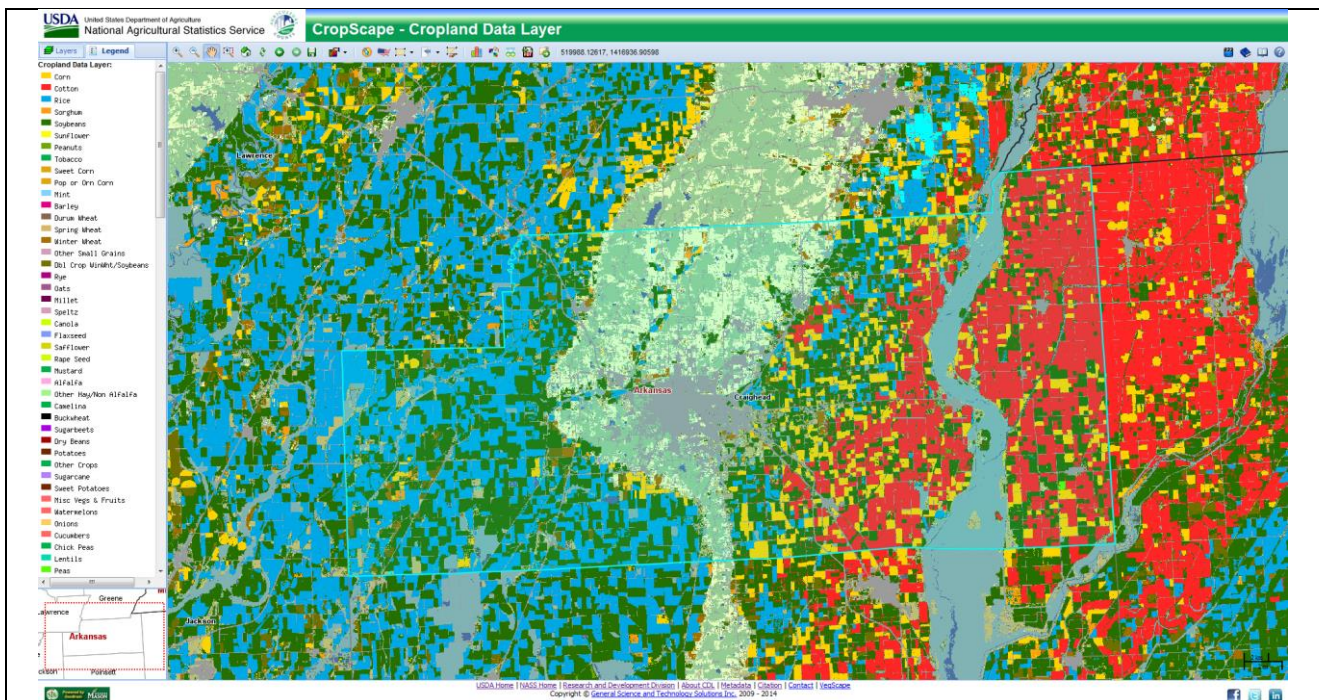 USDA United States Department of Agriculture
National Agricultural Statistics Service
CropScape - Cropland Data Layer
Layers Legend
519988.12617, 1416936.90598
Cropland Data Layer:
Corn
Cotton
Rice
Sorghum
Soybeans
Sunflower
Peanuts
Tobacco
Sweet Corn
Pop or Orn Corn
Mint
Barley
Durum Wheat
Spring Wheat
Winter Wheat
Other Small Grains
Dbl Crop WinWht/Soybeans
Rye
Oats
Millet
Speltz
Canola
Flaxseed
Safflower
Rape Seed
Mustard
Alfalfa
Other Hay/Non Alfalfa
Camelina
Buckwheat
Sugarbeets
Dry Beans
Potatoes
Other Crops
Sugarcane
Sweet Potatoes
Misc Vegs & Fruits
Watermelons
Onions
Cucumbers
Chick Peas
Lentils
Peas
Lawrence
Arkansas
Craighead
Jackson
Greene
Lawrence
Arkansas
Poinsett
USDA Home | NASS Home | Research and Development Division | About CDL | Metadata | Citation | Contact | VegScape
Copyright © General Science and Technology Solutions Inc. 2009 - 2014